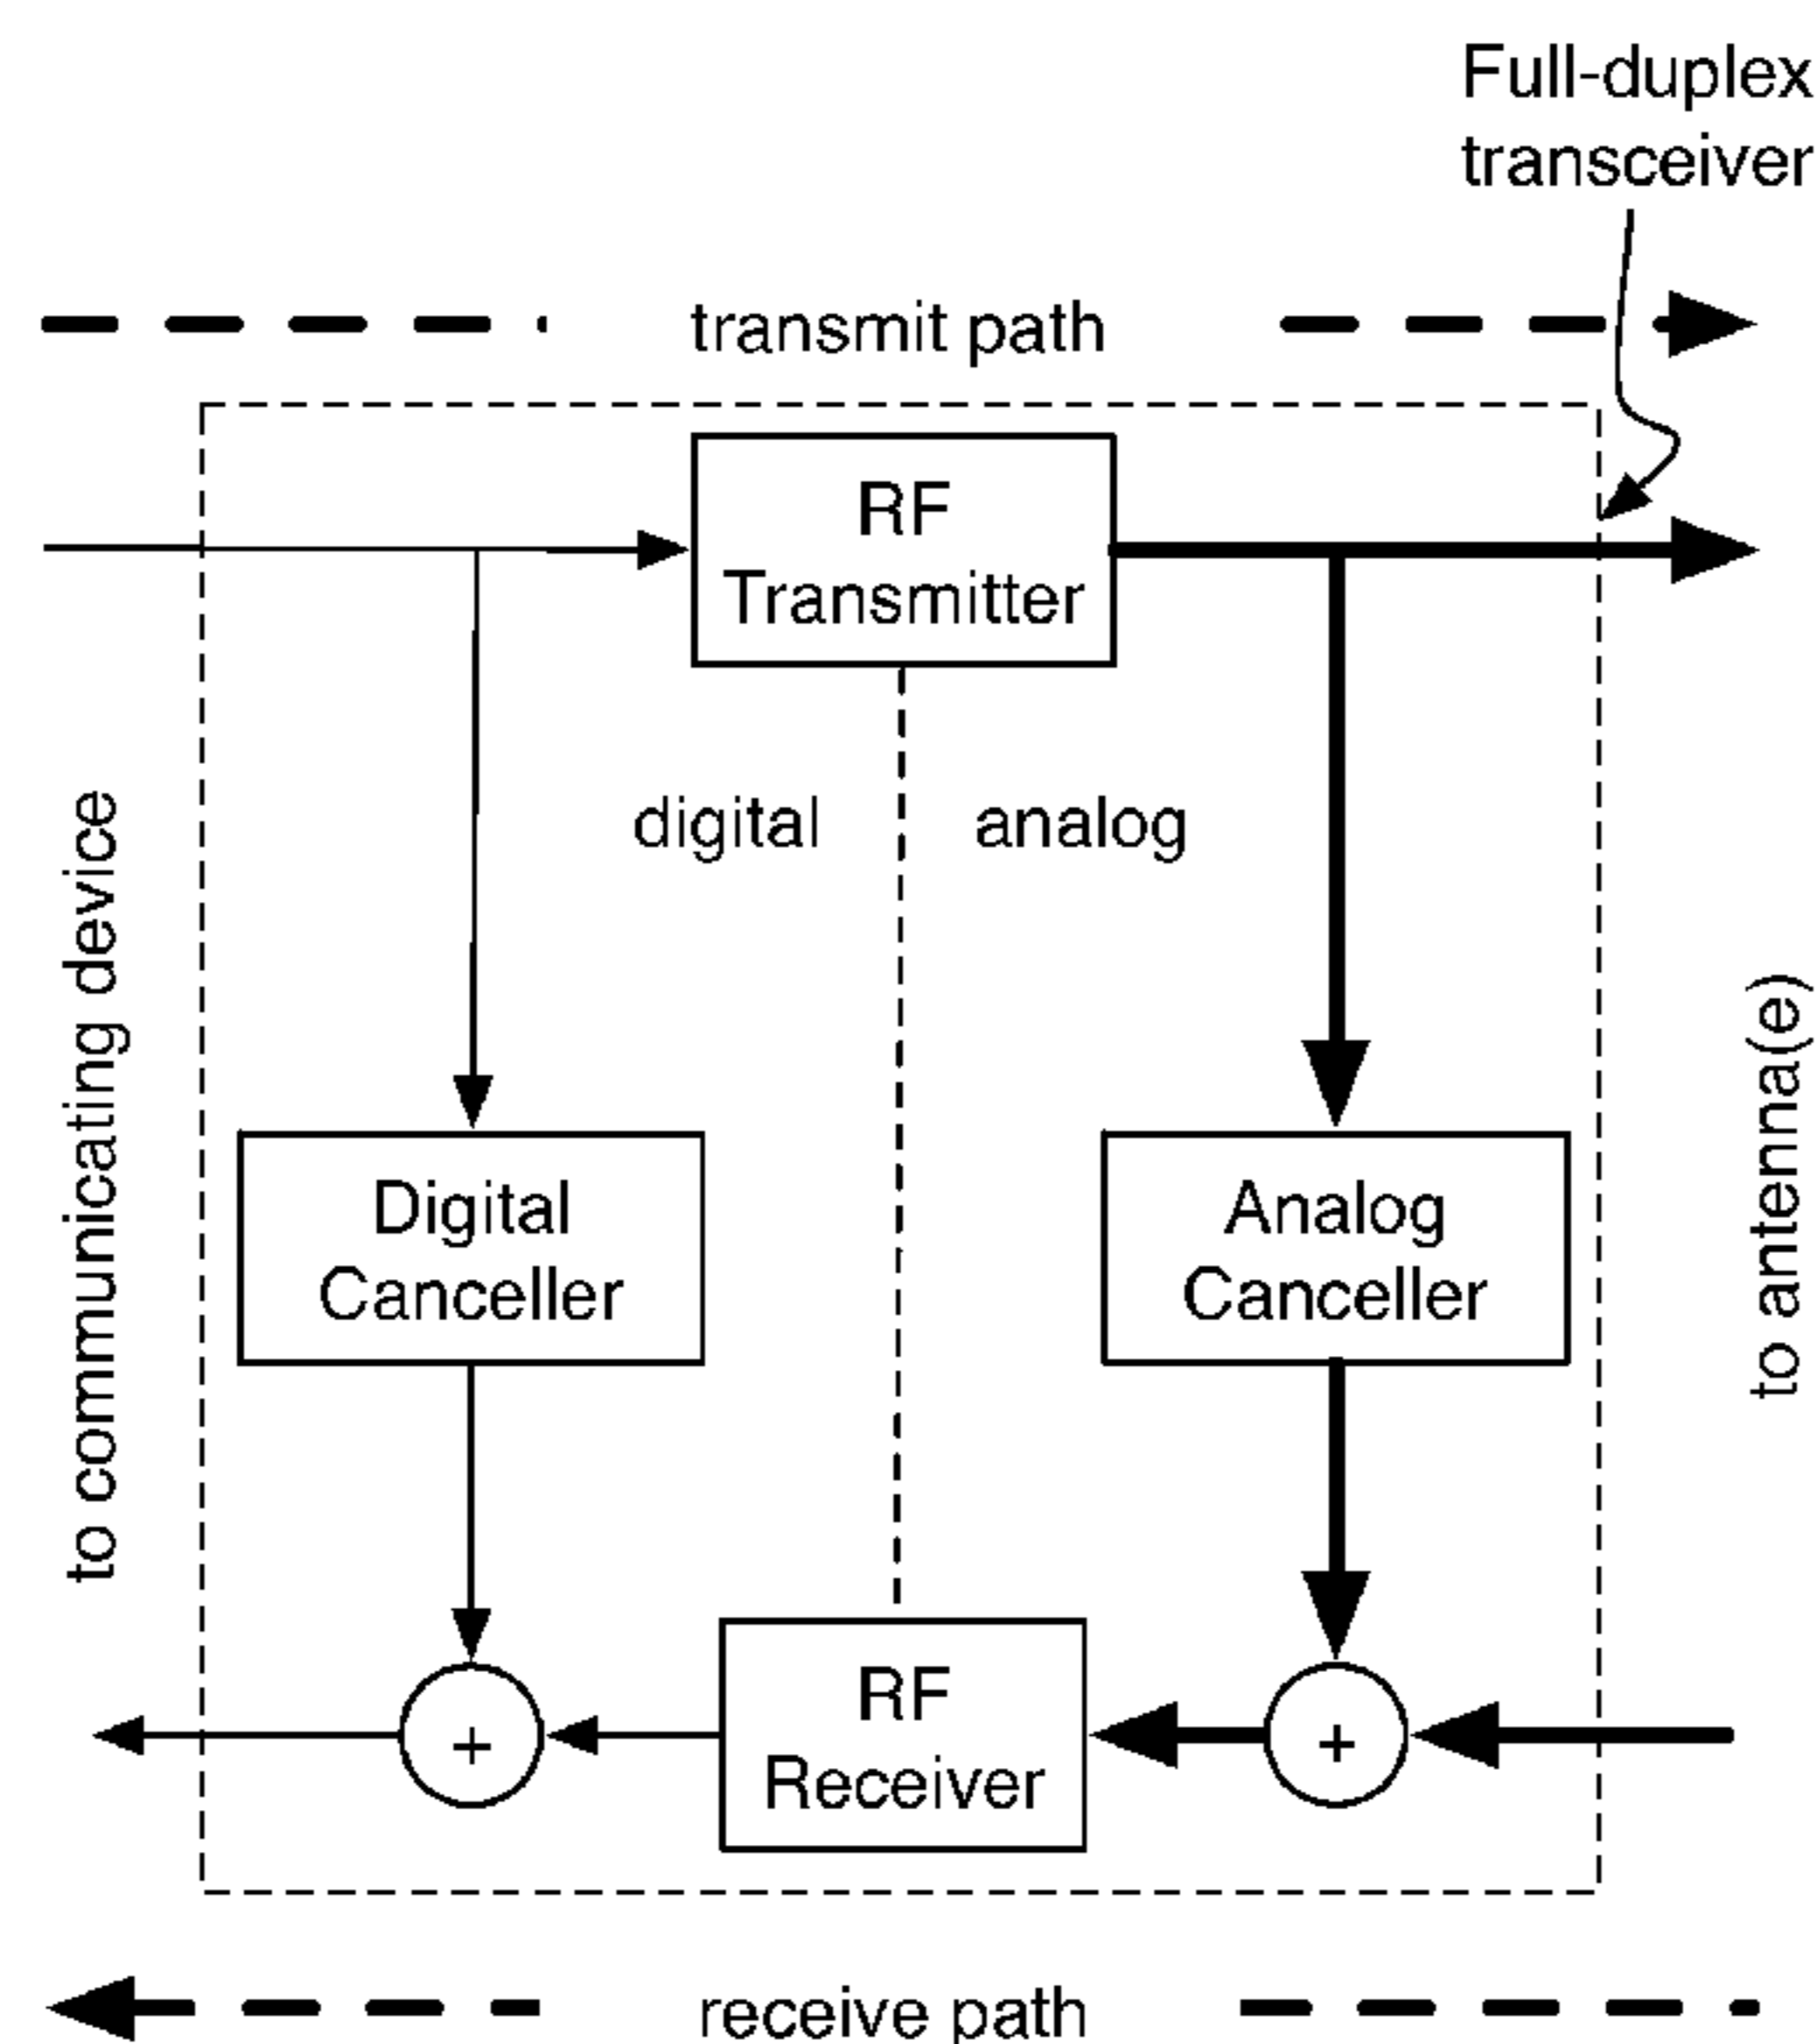 Full-duplex
transceiver
transmit path
RF
Transmitter
digital
analog
to communicating device
to antenna(e)
Digital
Canceller
Analog
Canceller
+
RF
Receiver
+
receive path